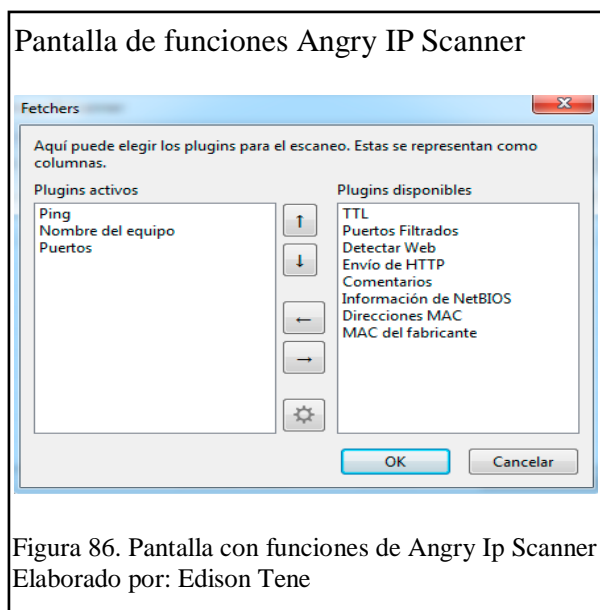 Pantalla de funciones Angry IP Scanner
Fetchers
Aquí puede elegir los plugins para el escaneo. Estas se representan como
columnas.
Plugins activos
Ping
Nombre del equipo
Puertos
Plugins disponibles
TTL
Puertos Filtrados
Detectar Web
Envío de HTTP
Comentarios
Información de NetBIOS
Direcciones MAC
MAC del fabricante
OK
Cancelar
Figura 86. Pantalla con funciones de Angry Ip Scanner
Elaborado por: Edison Tene